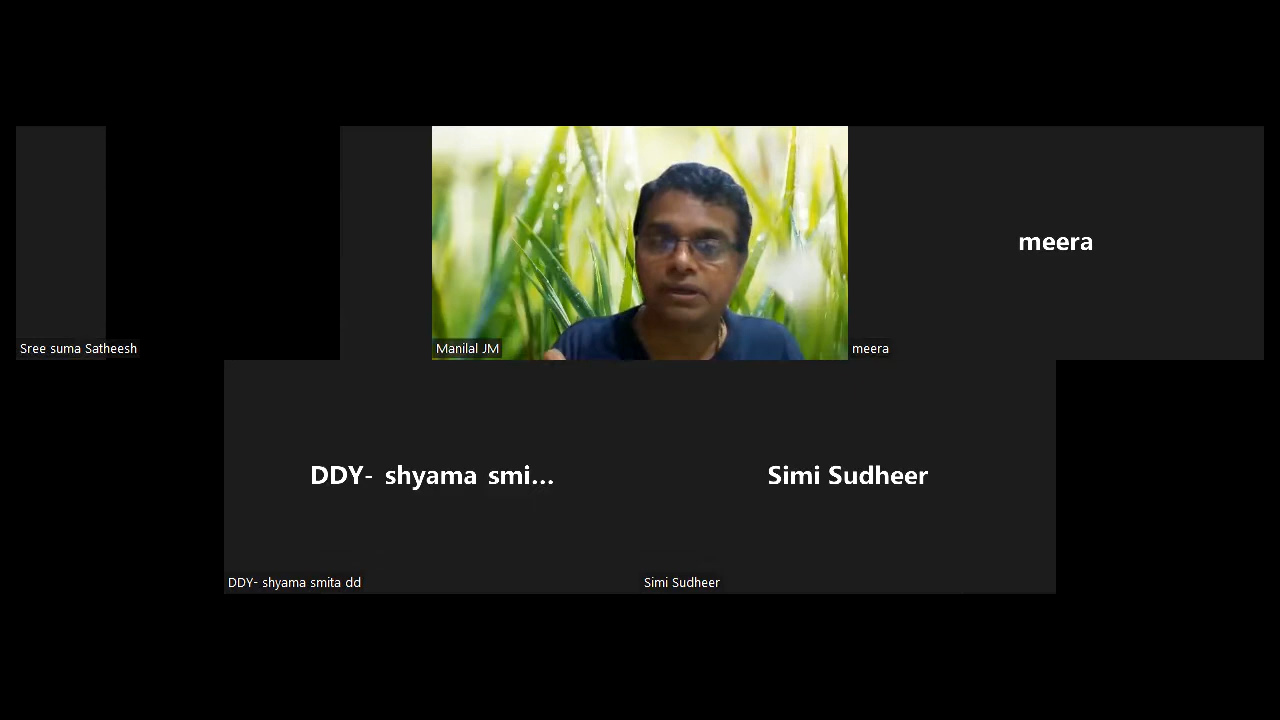 meera
Sree suma Satheesh
Manilal JM
meera
DDY- shyama smi...
Simi Sudheer
DDY- shyama smita dd
Simi Sudheer